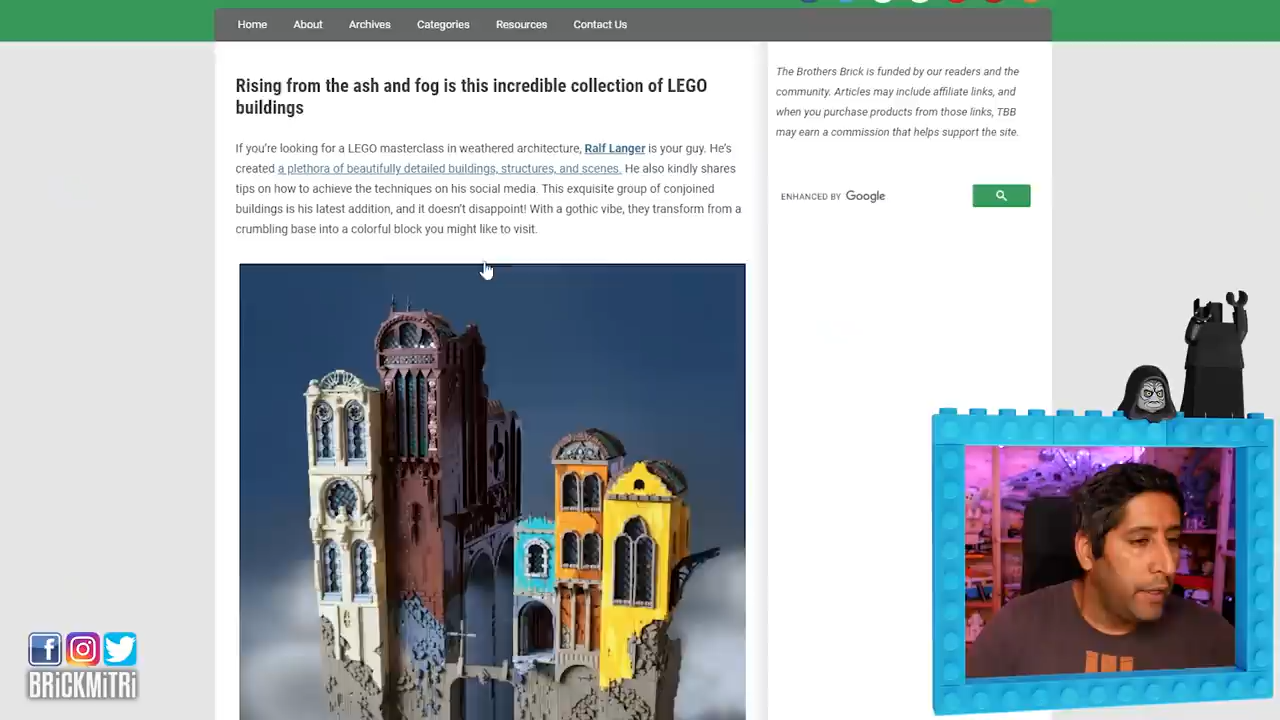 Home About Archives Categories Resources Contact Us
Rising from the ash and fog is this incredible collection of LEGO
buildings
If you're looking for a LEGO masterclass in weathered architecture, Ralf Langer is your guy. He's
created a plethora of beautifully detailed buildings, structures, and scenes. He also kindly shares
tips on how to achieve the techniques on his social media. This exquisite group of conjoined
buildings is his latest addition, and it doesn't disappoint! With a gothic vibe, they transform from a
crumbling base into a colorful block you might like to visit.
The Brothers Brick is funded by our readers and the
community. Articles may include affiliate links, and
when you purchase products from those links, TBB
may earn a commission that helps support the site.
ENHANCED BY Google
BRiCKMiTRi